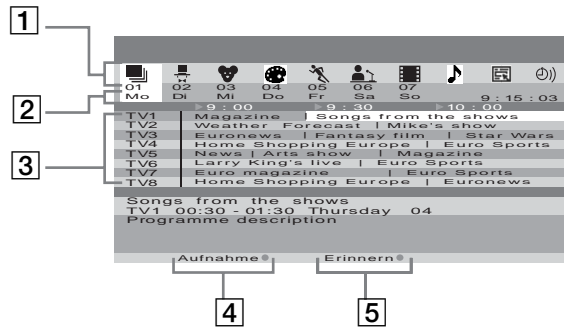 1
01 02 03 04 05 06 07
2
Mo Di Mi Do Fr Sa So 9 : 15 : 03
9 : 00 9 : 30 10 : 00
TV1 Magazine | Songs from the shows
TV2 Weather Forecast | Mike's show
TV3 Euronews | Fantasy film | Star Wars
3
TV4 Home Shopping Europe | Euro Sports
TV5 News | Arts show | Magazine
TV6 Larry King's live | Euro Sports
TV7 Euro magazine | Euro Sports
TV8 Home Shopping Europe | Euronews
Songs from the shows
TV1 00:30 - 01:30 Thursday 04
Programme description
Aufnahme Erinnern
4 5